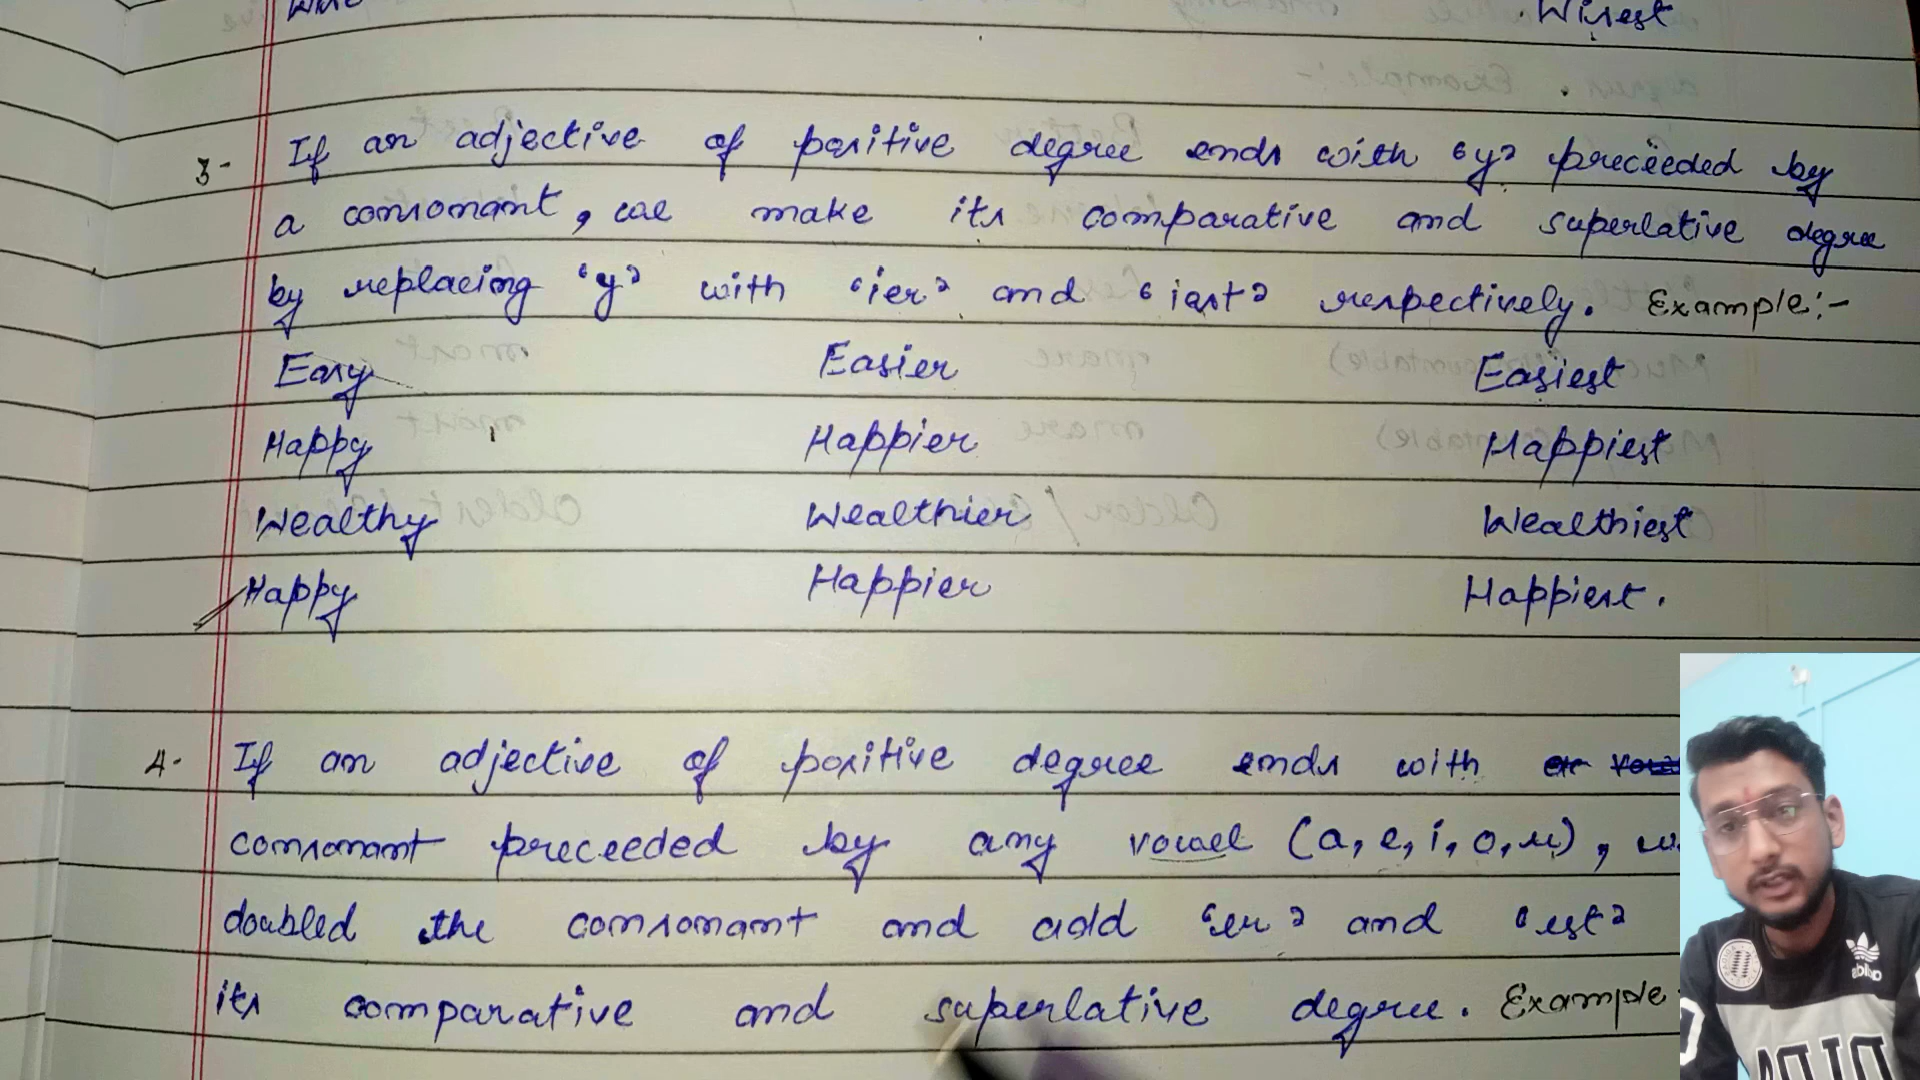 Wisest
3- If an adjective of positive degree ends with 'y' preceeded by
a consonant, we make its comparative and superlative degree
by replacing 'y' with 'ier' and 'iest' respectively. Example:-
Easy Easier Easiest
Happy Happier Happiest
Wealthy Wealthier Wealthiest
Happy Happier Happiest.
4- If an adjective of positive degree ends with
consonant preceeded by any vowel (a, e, i, o, u),
doubled the consonant and add 'er' and 'est'
its comparative and superlative degree. Example